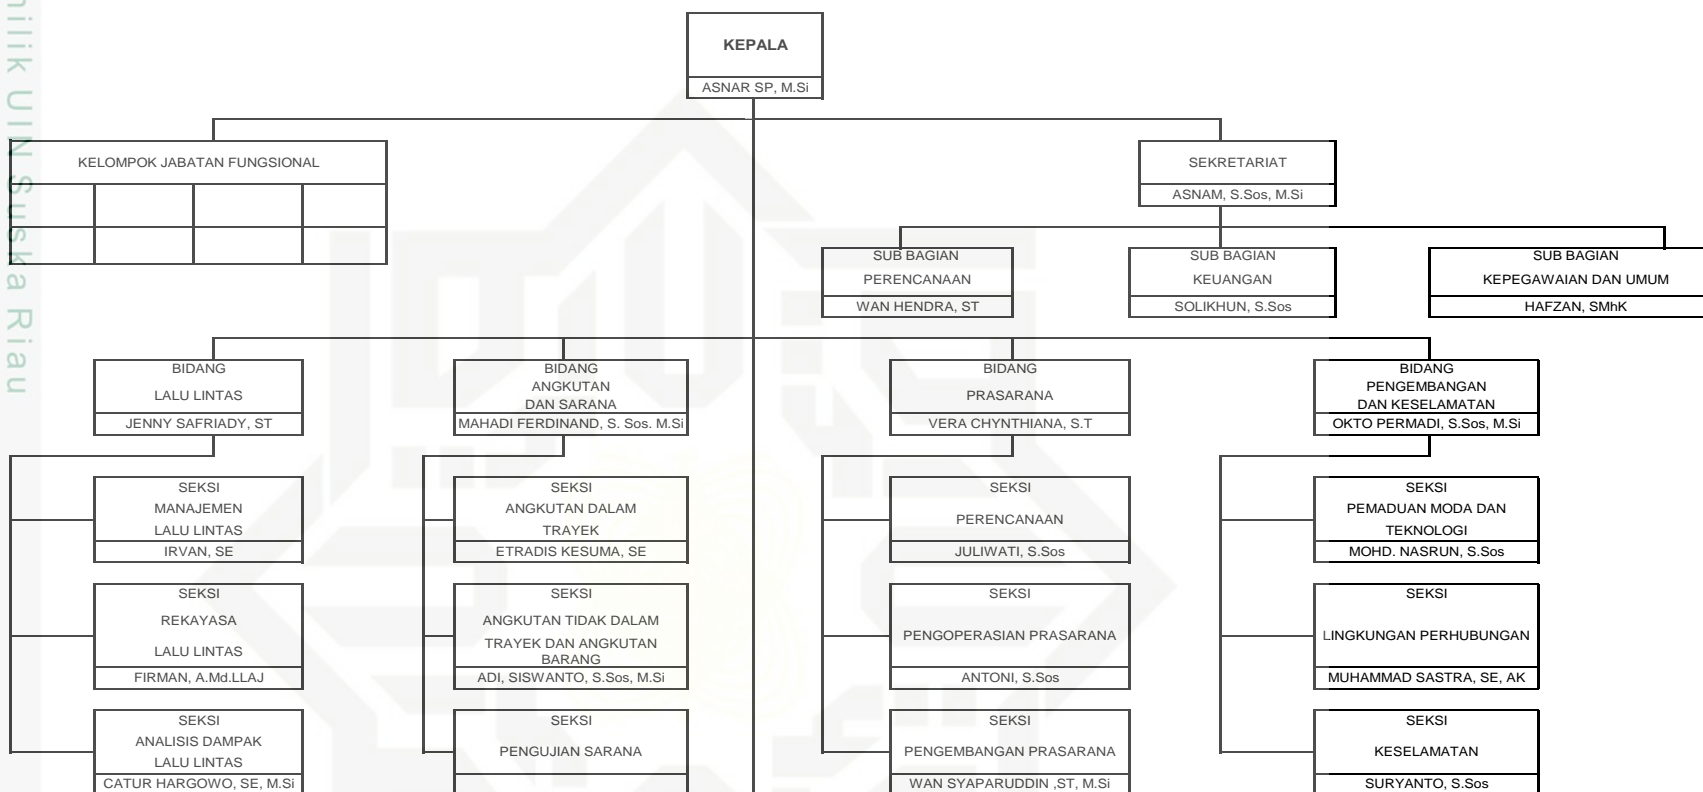 milik UIN Suska Riau
KEPALA
ASNAR SP, M.Si
KELOMPOK JABATAN FUNGSIONAL
SEKRETARIAT
ASNAM, S.Sos, M.Si
SUB BAGIAN
PERENCANAAN
WAN HENDRA, ST
SUB BAGIAN
KEUANGAN
SOLIKHUN, S.Sos
SUB BAGIAN
KEPEGAWAIAN DAN UMUM
HAFZAN, SMhK
BIDANG
LALU LINTAS
JENNY SAFRIADY, ST
BIDANG
ANGKUTAN
DAN SARANA
MAHADI FERDINAND, S. Sos. M.Si
BIDANG
PRASARANA
VERA CHYNTHIANA, S.T
BIDANG
PENGEMBANGAN
DAN KESELAMATAN
OKTO PERMADI, S.Sos, M.Si
SEKSI
MANAJEMEN
LALU LINTAS
IRVAN, SE
SEKSI
ANGKUTAN DALAM
TRAYEK
ETRADIS KESUMA, SE
SEKSI
PERENCANAAN
JULIWATI, S.Sos
SEKSI
PEMADUAN MODA DAN
TEKNOLOGI
MOHD. NASRUN, S.Sos
SEKSI
REKAYASA
LALU LINTAS
FIRMAN, A.Md.LLAJ
SEKSI
ANGKUTAN TIDAK DALAM
TRAYEK DAN ANGKUTAN
BARANG
ADI, SISWANTO, S.Sos, M.Si
SEKSI
PENGOPERASIAN PRASARANA
ANTONI, S.Sos
SEKSI
LINGKUNGAN PERHUBUNGAN
MUHAMMAD SASTRA, SE, AK
SEKSI
ANALISIS DAMPAK
LALU LINTAS
CATUR HARGOWO, SE, M.Si
SEKSI
PENGUJIAN SARANA
SEKSI
PENGEMBANGAN PRASARANA
WAN SYAPARUDDIN ,ST, M.Si
SEKSI
KESELAMATAN
SURYANTO, S.Sos